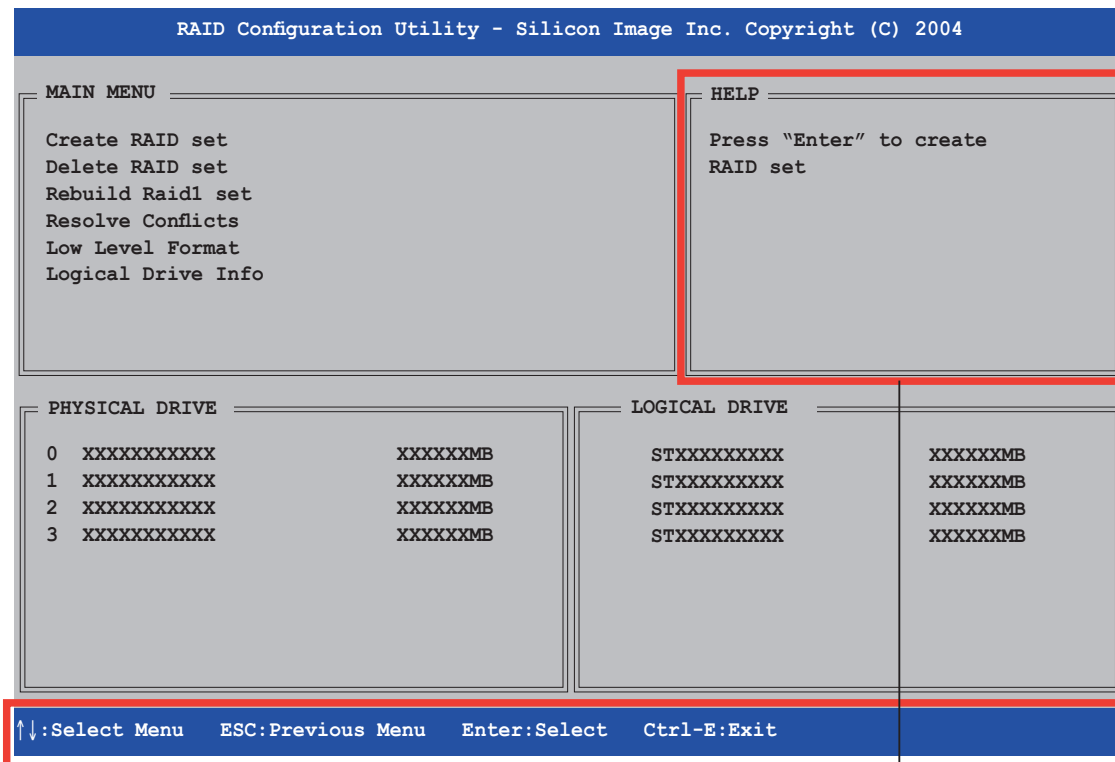 RAID Configuration Utility - Silicon Image Inc. Copyright (C) 2004
MAIN MENU
Create RAID set
Delete RAID set
Rebuild Raid1 set
Resolve Conflicts
Low Level Format
Logical Drive Info
HELP
Press “Enter” to create
RAID set
PHYSICAL DRIVE
0 XXXXXXXXXXX XXXXXXMB
1 XXXXXXXXXXX XXXXXXMB
2 XXXXXXXXXXX XXXXXXMB
3 XXXXXXXXXXX XXXXXXMB
LOGICAL DRIVE
STXXXXXXXXX XXXXXXMB
STXXXXXXXXX XXXXXXMB
STXXXXXXXXX XXXXXXMB
STXXXXXXXXX XXXXXXMB
↑↓:Select Menu ESC:Previous Menu Enter:Select Ctrl-E:Exit